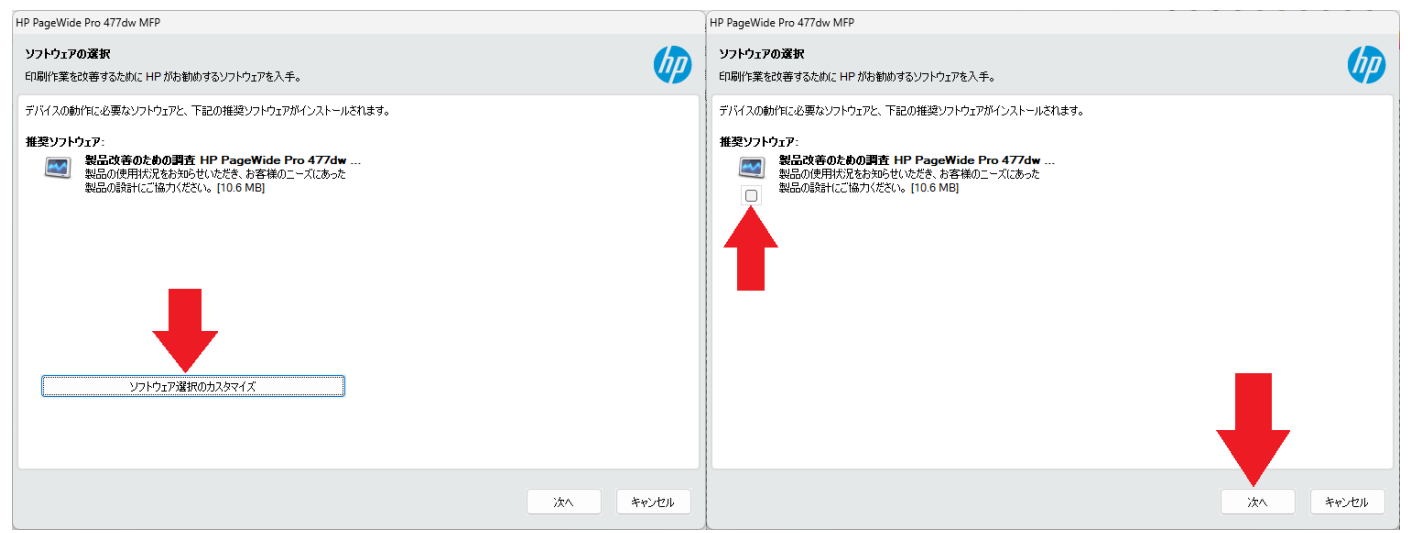 HP PageWide Pro 477dw MFP
ソフトウェアの選択
印刷作業を改善するために HP がお勧めするソフトウェアを入手。
hp
デバイスの動作に必要なソフトウェアと、下記の推奨ソフトウェアがインストールされます。
推奨ソフトウェア:
製品改善のための調査 HP PageWide Pro 477dw ...
製品の使用状況をお知らせいただき、お客様のニーズにあった
製品の設計にご協力ください。[10.6 MB]
ソフトウェア選択のカスタマイズ
次へ
キャンセル
HP PageWide Pro 477dw MFP
ソフトウェアの選択
印刷作業を改善するために HP がお勧めするソフトウェアを入手。
hp
デバイスの動作に必要なソフトウェアと、下記の推奨ソフトウェアがインストールされます。
推奨ソフトウェア:
製品改善のための調査 HP PageWide Pro 477dw ...
製品の使用状況をお知らせいただき、お客様のニーズにあった
製品の設計にご協力ください。[10.6 MB]
次へ
キャンセル